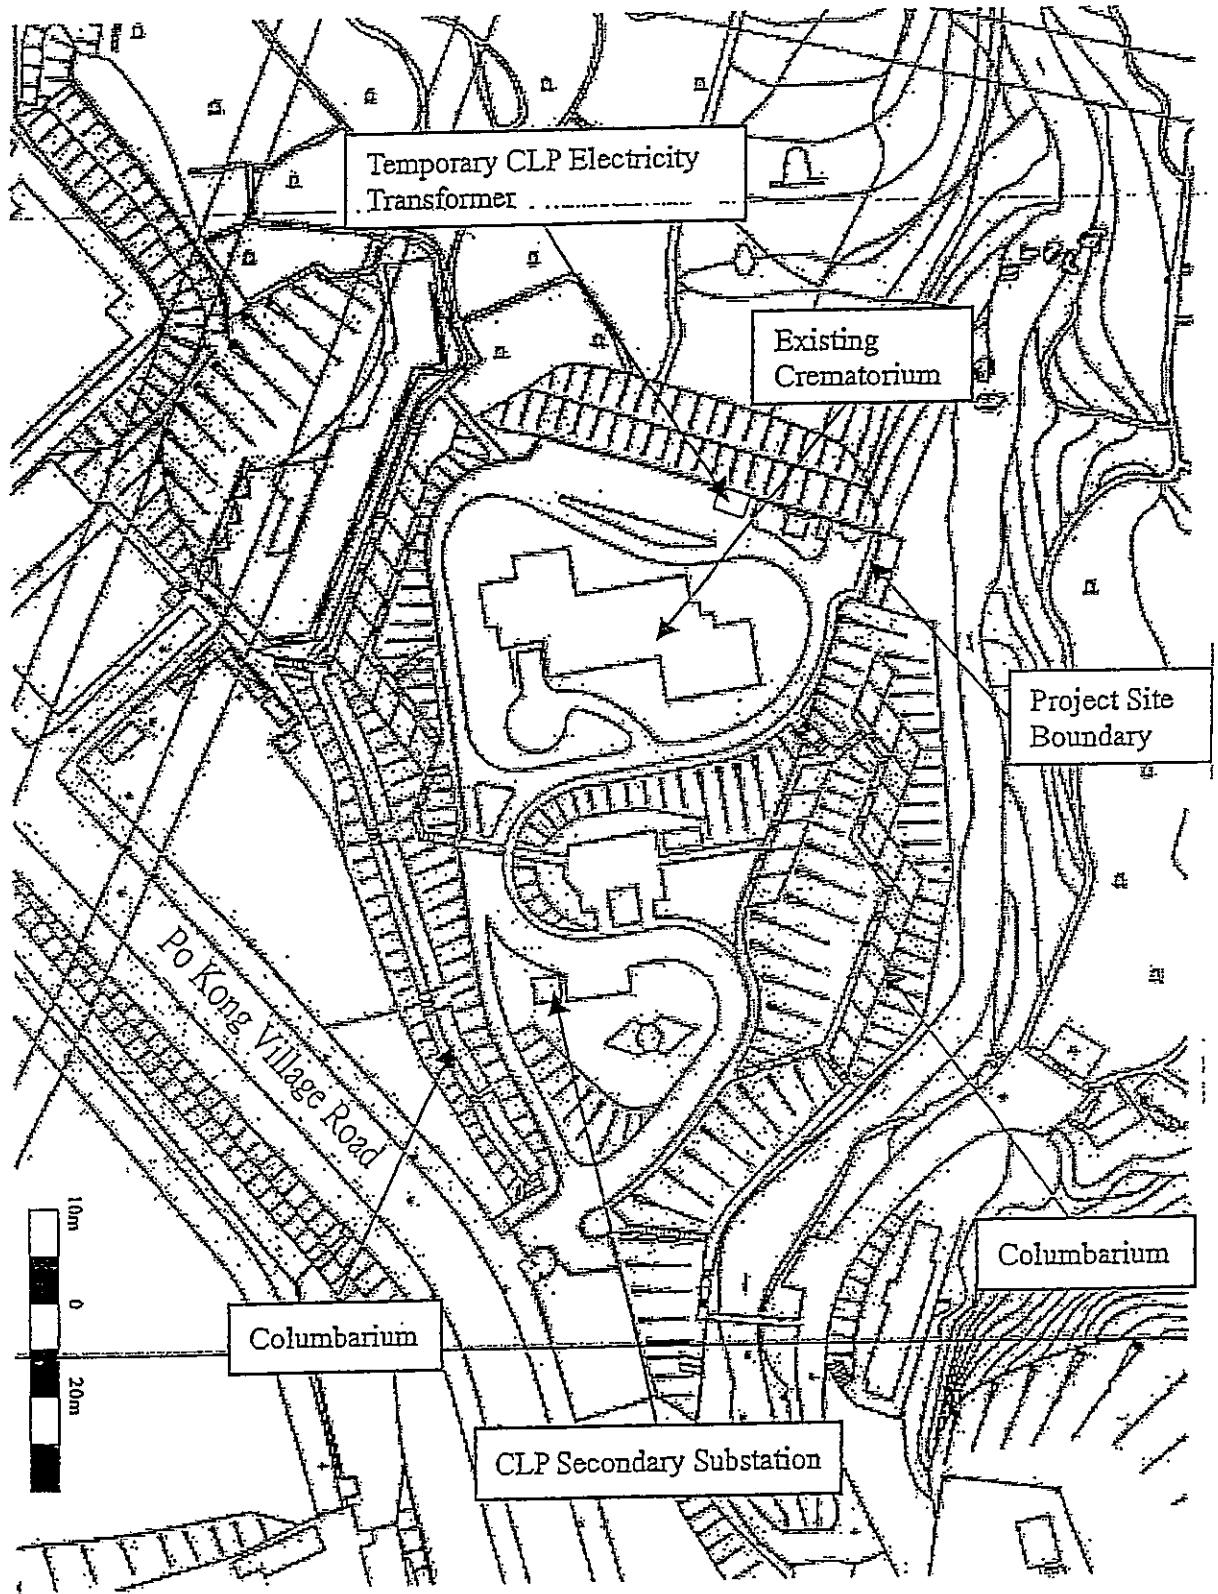 Temporary CLP Electricity
Transformer
Existing
Crematorium
Project Site
Boundary
Po Kong Village Road
10m
0
20m
Columbarium
Columbarium
CLP Secondary Substation